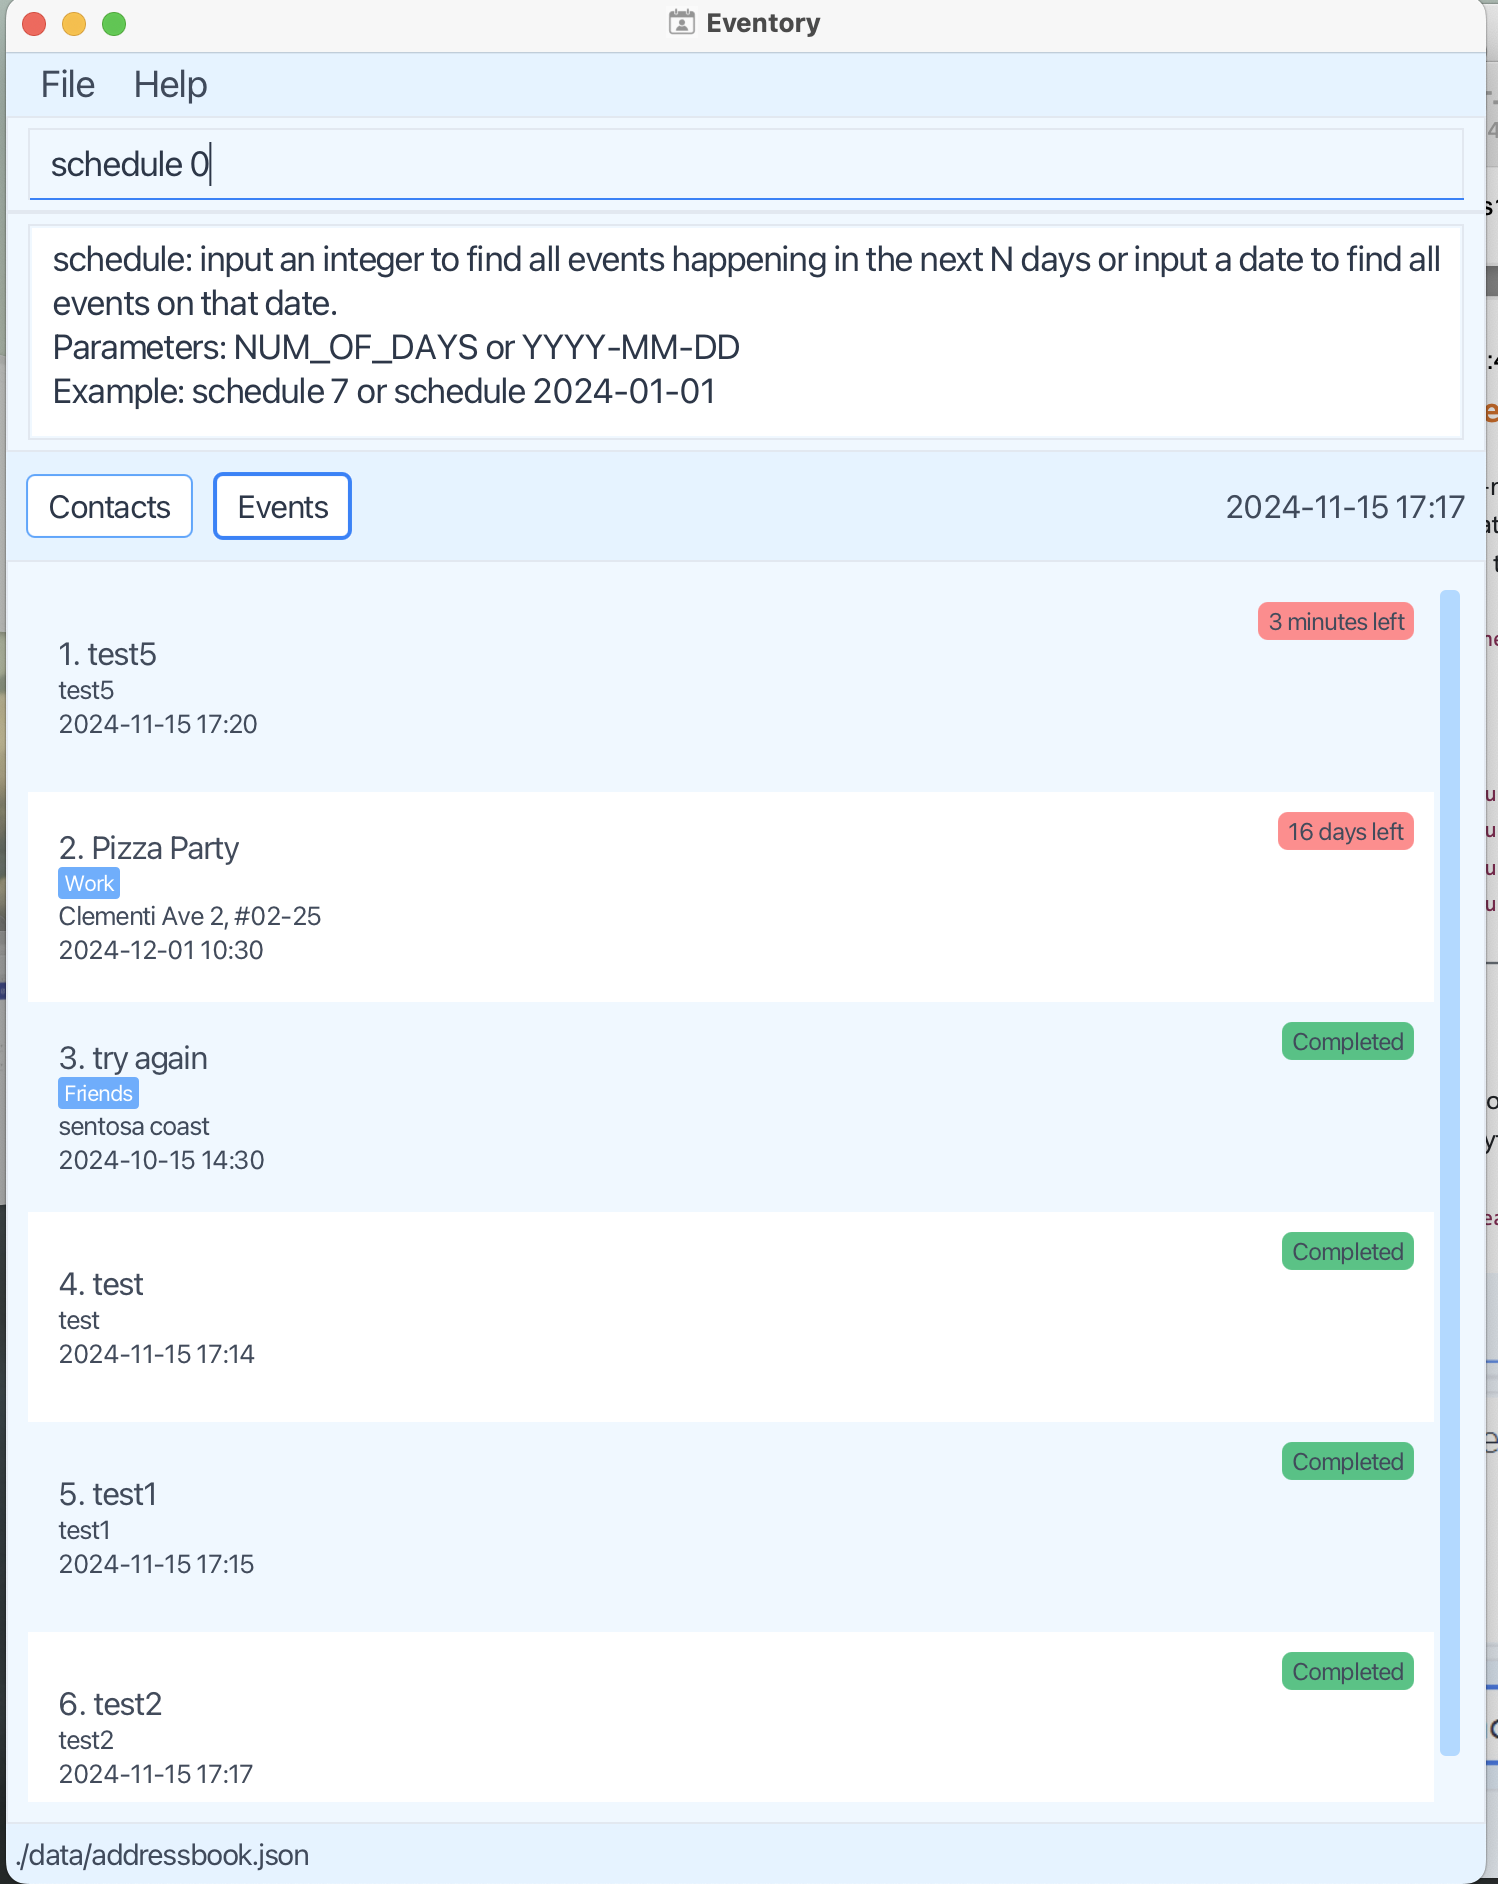 Eventory
File Help
schedule 0
schedule: input an integer to find all events happening in the next N days or input a date to find all
events on that date.
Parameters: NUM_OF_DAYS or YYYY-MM-DD
Example: schedule 7 or schedule 2024-01-01
Contacts Events 2024-11-15 17:17
3 minutes left
1. test5
test5
2024-11-15 17:20
16 days left
2. Pizza Party
Work
Clementi Ave 2, #02-25
2024-12-01 10:30
Completed
3. try again
Friends
sentosa coast
2024-10-15 14:30
Completed
4. test
test
2024-11-15 17:14
Completed
5. test1
test1
2024-11-15 17:15
Completed
6. test2
test2
2024-11-15 17:17
./data/addressbook.json